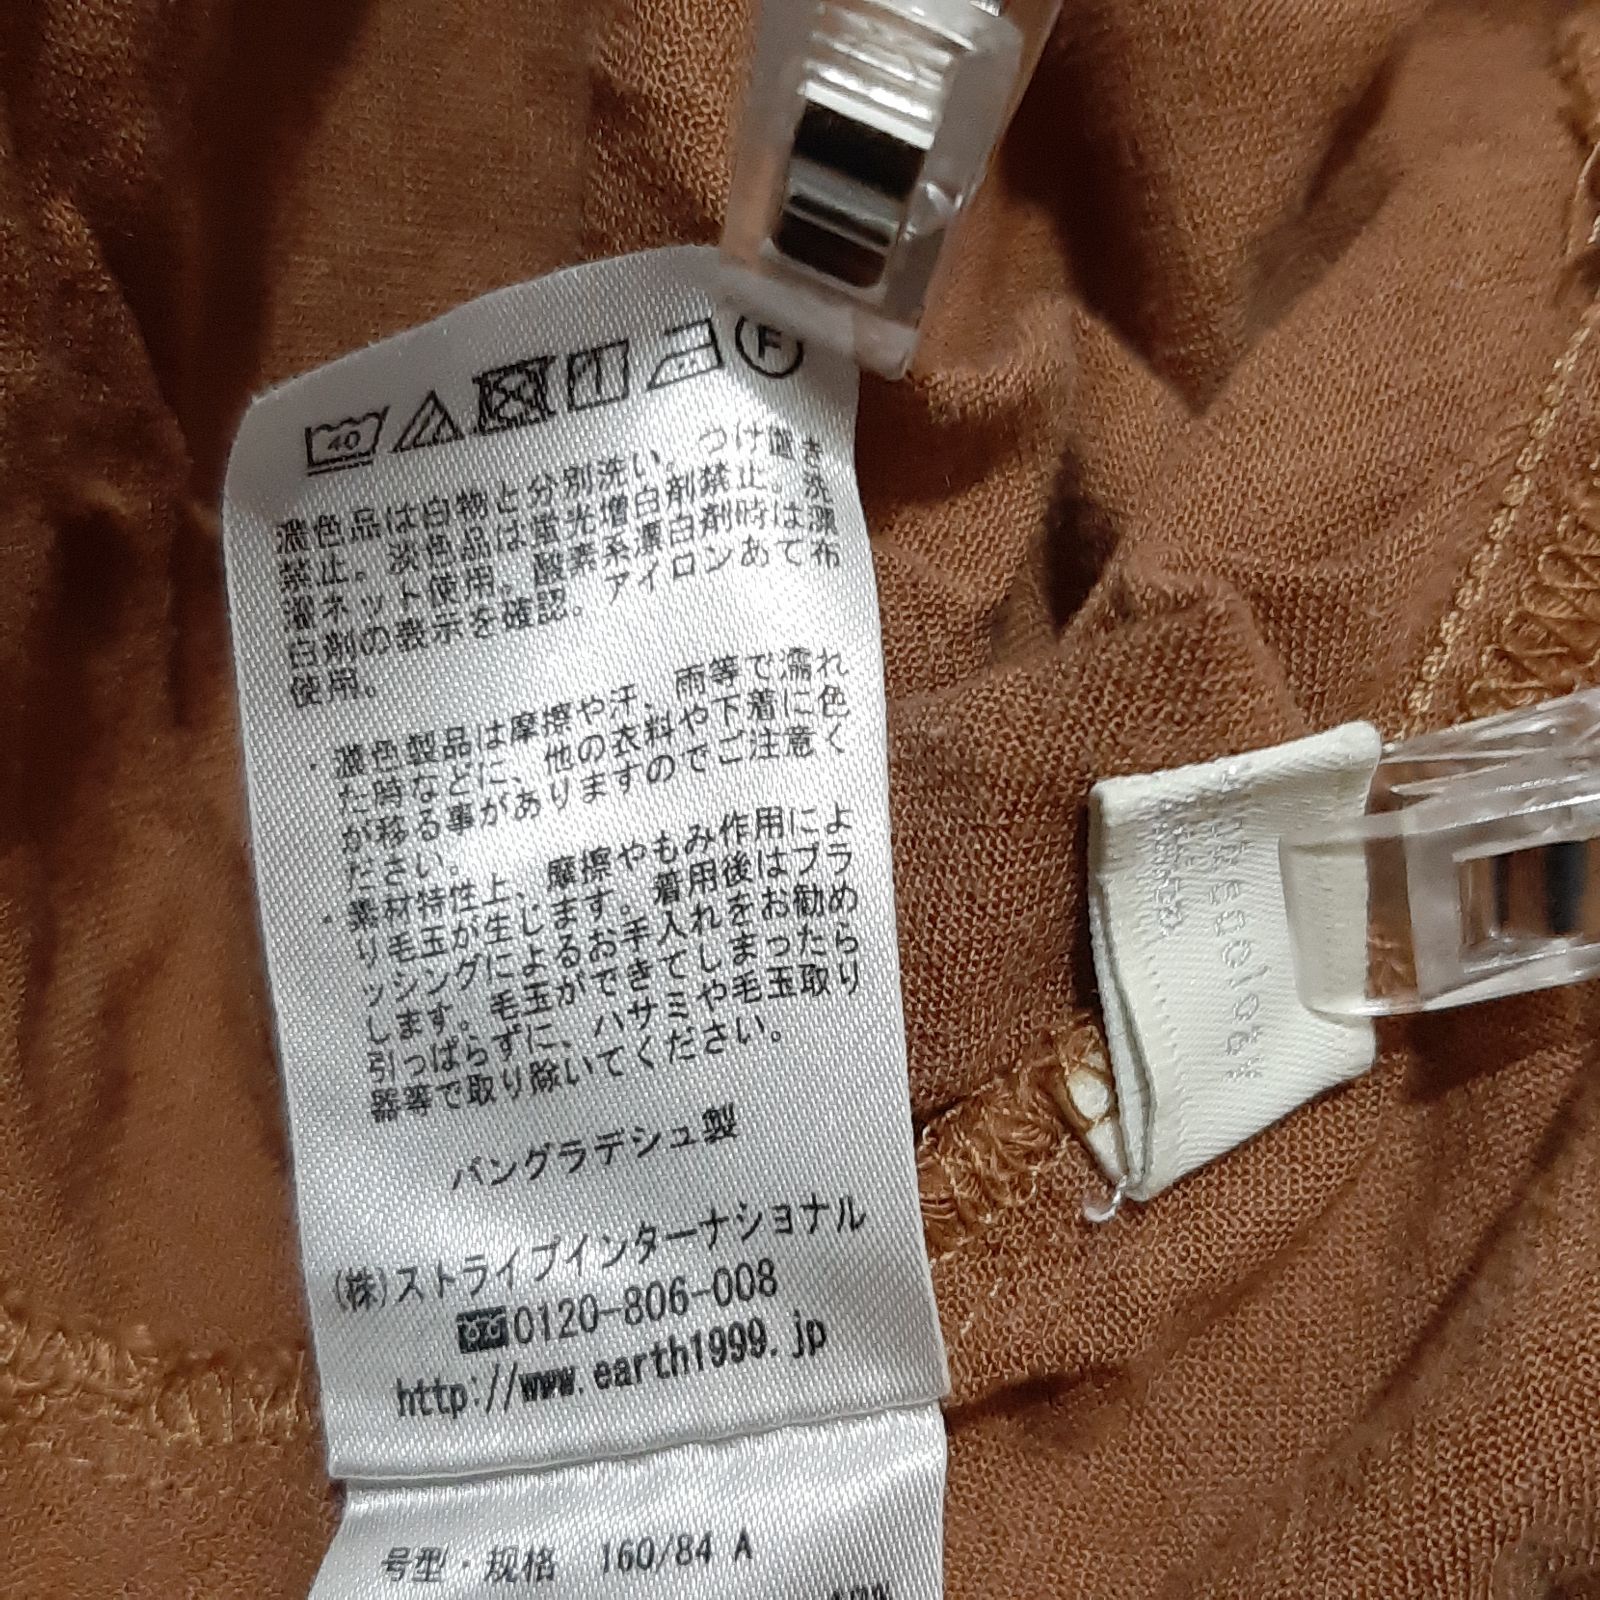 40
F
濃色品は白物と分別洗い。つけ置き
禁止。淡色品は蛍光増白剤禁止。洗
濯ネット使用。酸素系漂白剤時は漂
白剤の表示を確認。アイロンあて布
使用。
・濃色製品は摩擦や汗、雨等で濡れ
た時などに、他の衣料や下着に色
が移る事がありますのでご注意く
ださい。
・素材特性上、摩擦やもみ作用によ
り毛玉が生じます。着用後はブラ
ッシングによるお手入れをお勧め
します。毛玉ができてしまったら
引っぱらずに、ハサミや毛玉取り
器等で取り除いてください。
バングラデシュ製
(株)ストライプインターナショナル
0120-806-008
http://www.earth1999.jp
号型・规格 160/84 A